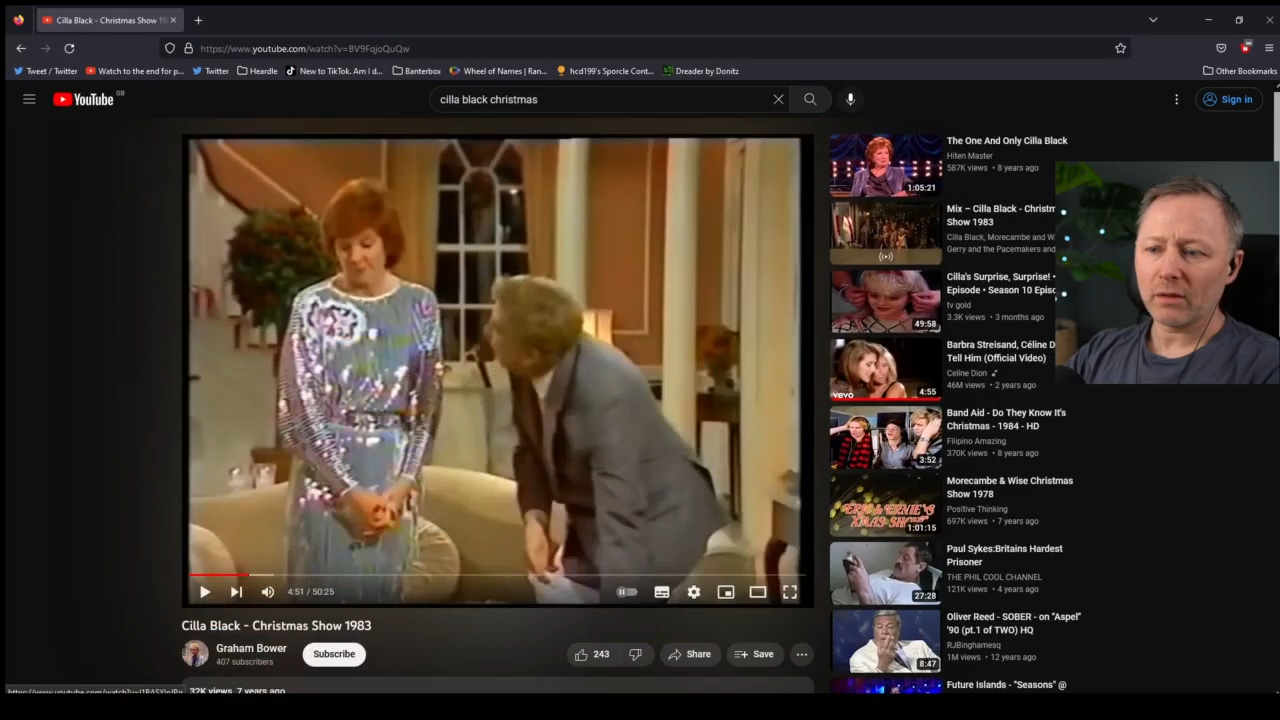 Cilla Black - Christmas Show 19
https://www.youtube.com/watch?v=BV9FqjoQuQw
Tweet / Twitter
Watch to the end for p...
Twitter
Heardle
New to TikTok. Am I d...
Banterbox
Wheel of Names | Ran...
hcd199's Sporcle Cont...
Dreader by Donitz
Other Bookmarks
YouTube GB
cilla black christmas
Sign in
The One And Only Cilla Black
Hiten Master
587K views • 8 years ago
1:05:21
Mix – Cilla Black - Christm
Show 1983
Cilla Black, Morecambe and W
Gerry and the Pacemakers and
Cilla's Surprise, Surprise! •
Episode • Season 10 Episo
tv gold
3.3K views • 3 months ago
49:58
Barbra Streisand, Céline D
Tell Him (Official Video)
Celine Dion
46M views • 2 years ago
vevo
4:55
Band Aid - Do They Know It's
Christmas - 1984 - HD
Filipino Amazing
370K views • 8 years ago
3:52
Morecambe & Wise Christmas
Show 1978
Positive Thinking
697K views • 7 years ago
ERIC & ERNIE'S
XMAS SHOW
1:01:15
Paul Sykes:Britains Hardest
Prisoner
THE PHIL COOL CHANNEL
121K views • 4 years ago
27:28
Oliver Reed - SOBER - on "Aspel"
'90 (pt.1 of TWO) HQ
RJBinghamesq
1M views • 12 years ago
8:47
Future Islands - "Seasons" @
4:51 / 50:25
Cilla Black - Christmas Show 1983
Graham Bower
407 subscribers
Subscribe
243
Share
Save
32K views 7 years ago